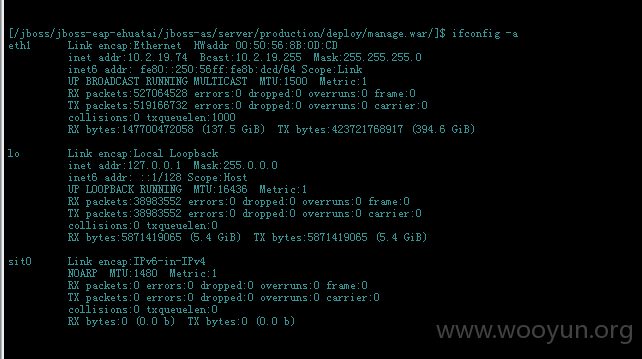 [/jboss/jboss-eap-ehuatai/jboss-as/server/production/deploy/manage.war/]$ ifconfig -a
eth1 Link encap:Ethernet HWaddr 00:50:56:8B:0D:CD
inet addr:10.2.19.74 Bcast:10.2.19.255 Mask:255.255.255.0
inet6 addr: fe80::250:56ff:fe8b:dcd/64 Scope:Link
UP BROADCAST RUNNING MULTICAST MTU:1500 Metric:1
RX packets:527064528 errors:0 dropped:0 overruns:0 frame:0
TX packets:519166732 errors:0 dropped:0 overruns:0 carrier:0
collisions:0 txqueuelen:1000
RX bytes:147700472058 (137.5 GiB) TX bytes:423721768917 (394.6 GiB)
lo Link encap:Local Loopback
inet addr:127.0.0.1 Mask:255.0.0.0
inet6 addr: ::1/128 Scope:Host
UP LOOPBACK RUNNING MTU:16436 Metric:1
RX packets:38983552 errors:0 dropped:0 overruns:0 frame:0
TX packets:38983552 errors:0 dropped:0 overruns:0 carrier:0
collisions:0 txqueuelen:0
RX bytes:5871419065 (5.4 GiB) TX bytes:5871419065 (5.4 GiB)
sit0 Link encap:IPv6-in-IPv4
NOARP MTU:1480 Metric:1
RX packets:0 errors:0 dropped:0 overruns:0 frame:0
TX packets:0 errors:0 dropped:0 overruns:0 carrier:0
collisions:0 txqueuelen:0
RX bytes:0 (0.0 b) TX bytes:0 (0.0 b)
www.wooyun.org